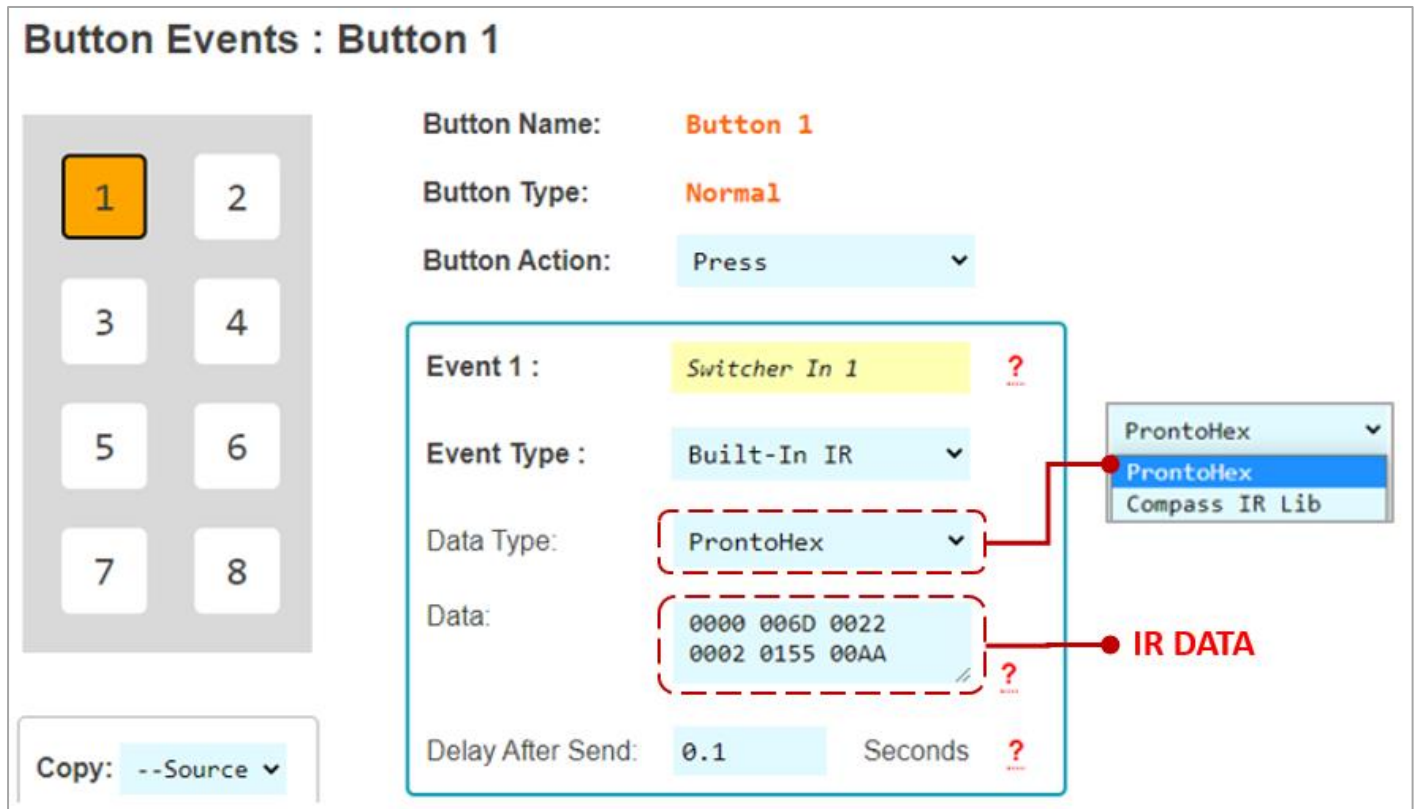 Button Events : Button 1
1 2
3 4
5 6
7 8
Copy: --Source
Button Name: Button 1
Button Type: Normal
Button Action: Press
Event 1 : Switcher In 1 ?
Event Type : Built-In IR
Data Type: ProntoHex
Data: 0000 006D 0022
0002 0155 00AA
?
Delay After Send: 0.1 Seconds ?
ProntoHex
ProntoHex
Compass IR Lib
IR DATA